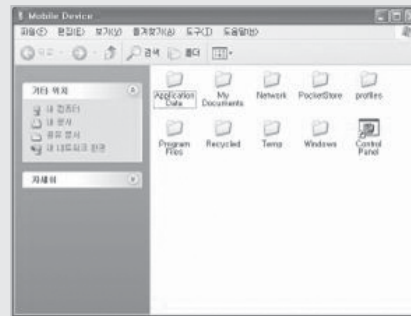 Mobile Device
파일(F) 편집(E) 보기(V) 즐겨찾기(A) 도구(T) 도움말(H)
뒤로 검색 폴더
기타 위치
내 컴퓨터
내 문서
공유 문서
내 네트워크 환경
자세히
Application Data
My Documents
Network
PocketStore
profiles
Program Files
Recycled
Temp
Windows
Control Panel